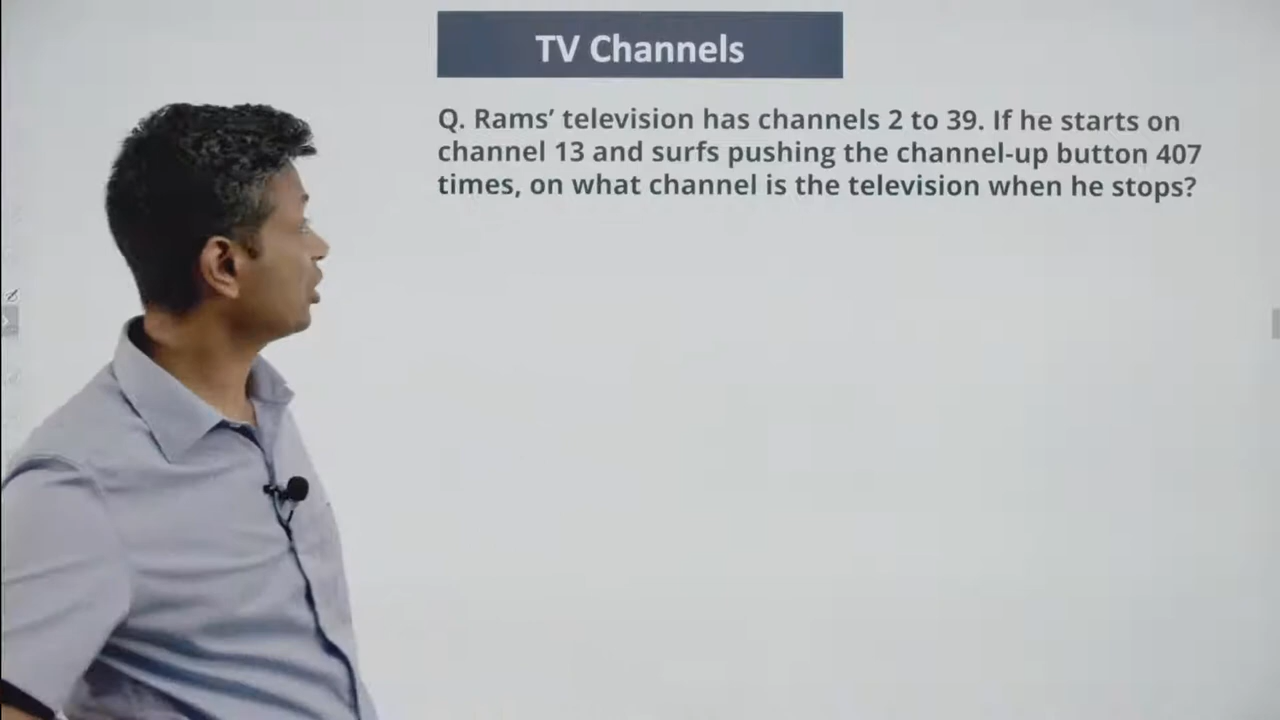 TV Channels
Q. Rams’ television has channels 2 to 39. If he starts on
channel 13 and surfs pushing the channel-up button 407
times, on what channel is the television when he stops?